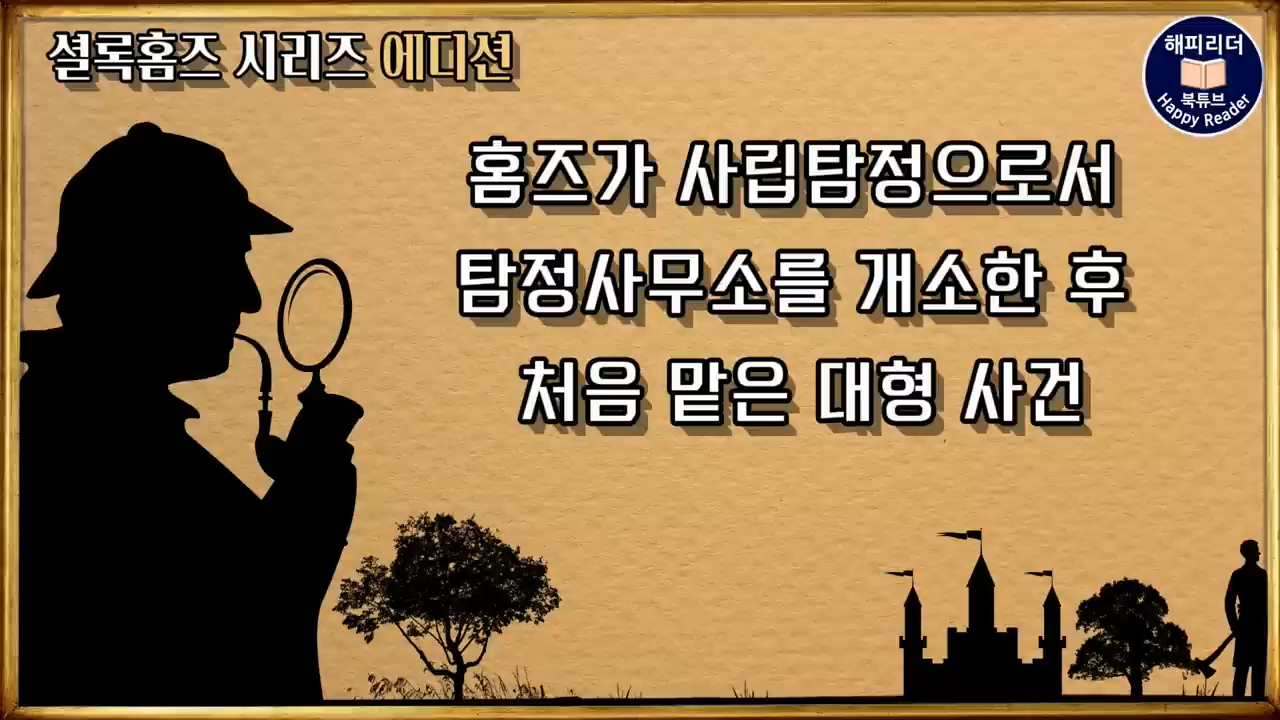 셜록홈즈 시리즈 에디션
해피리더
북튜브
Happy Reader
홈즈가 사립탐정으로서
탐정사무소를 개소한 후
처음 맡은 대형 사건